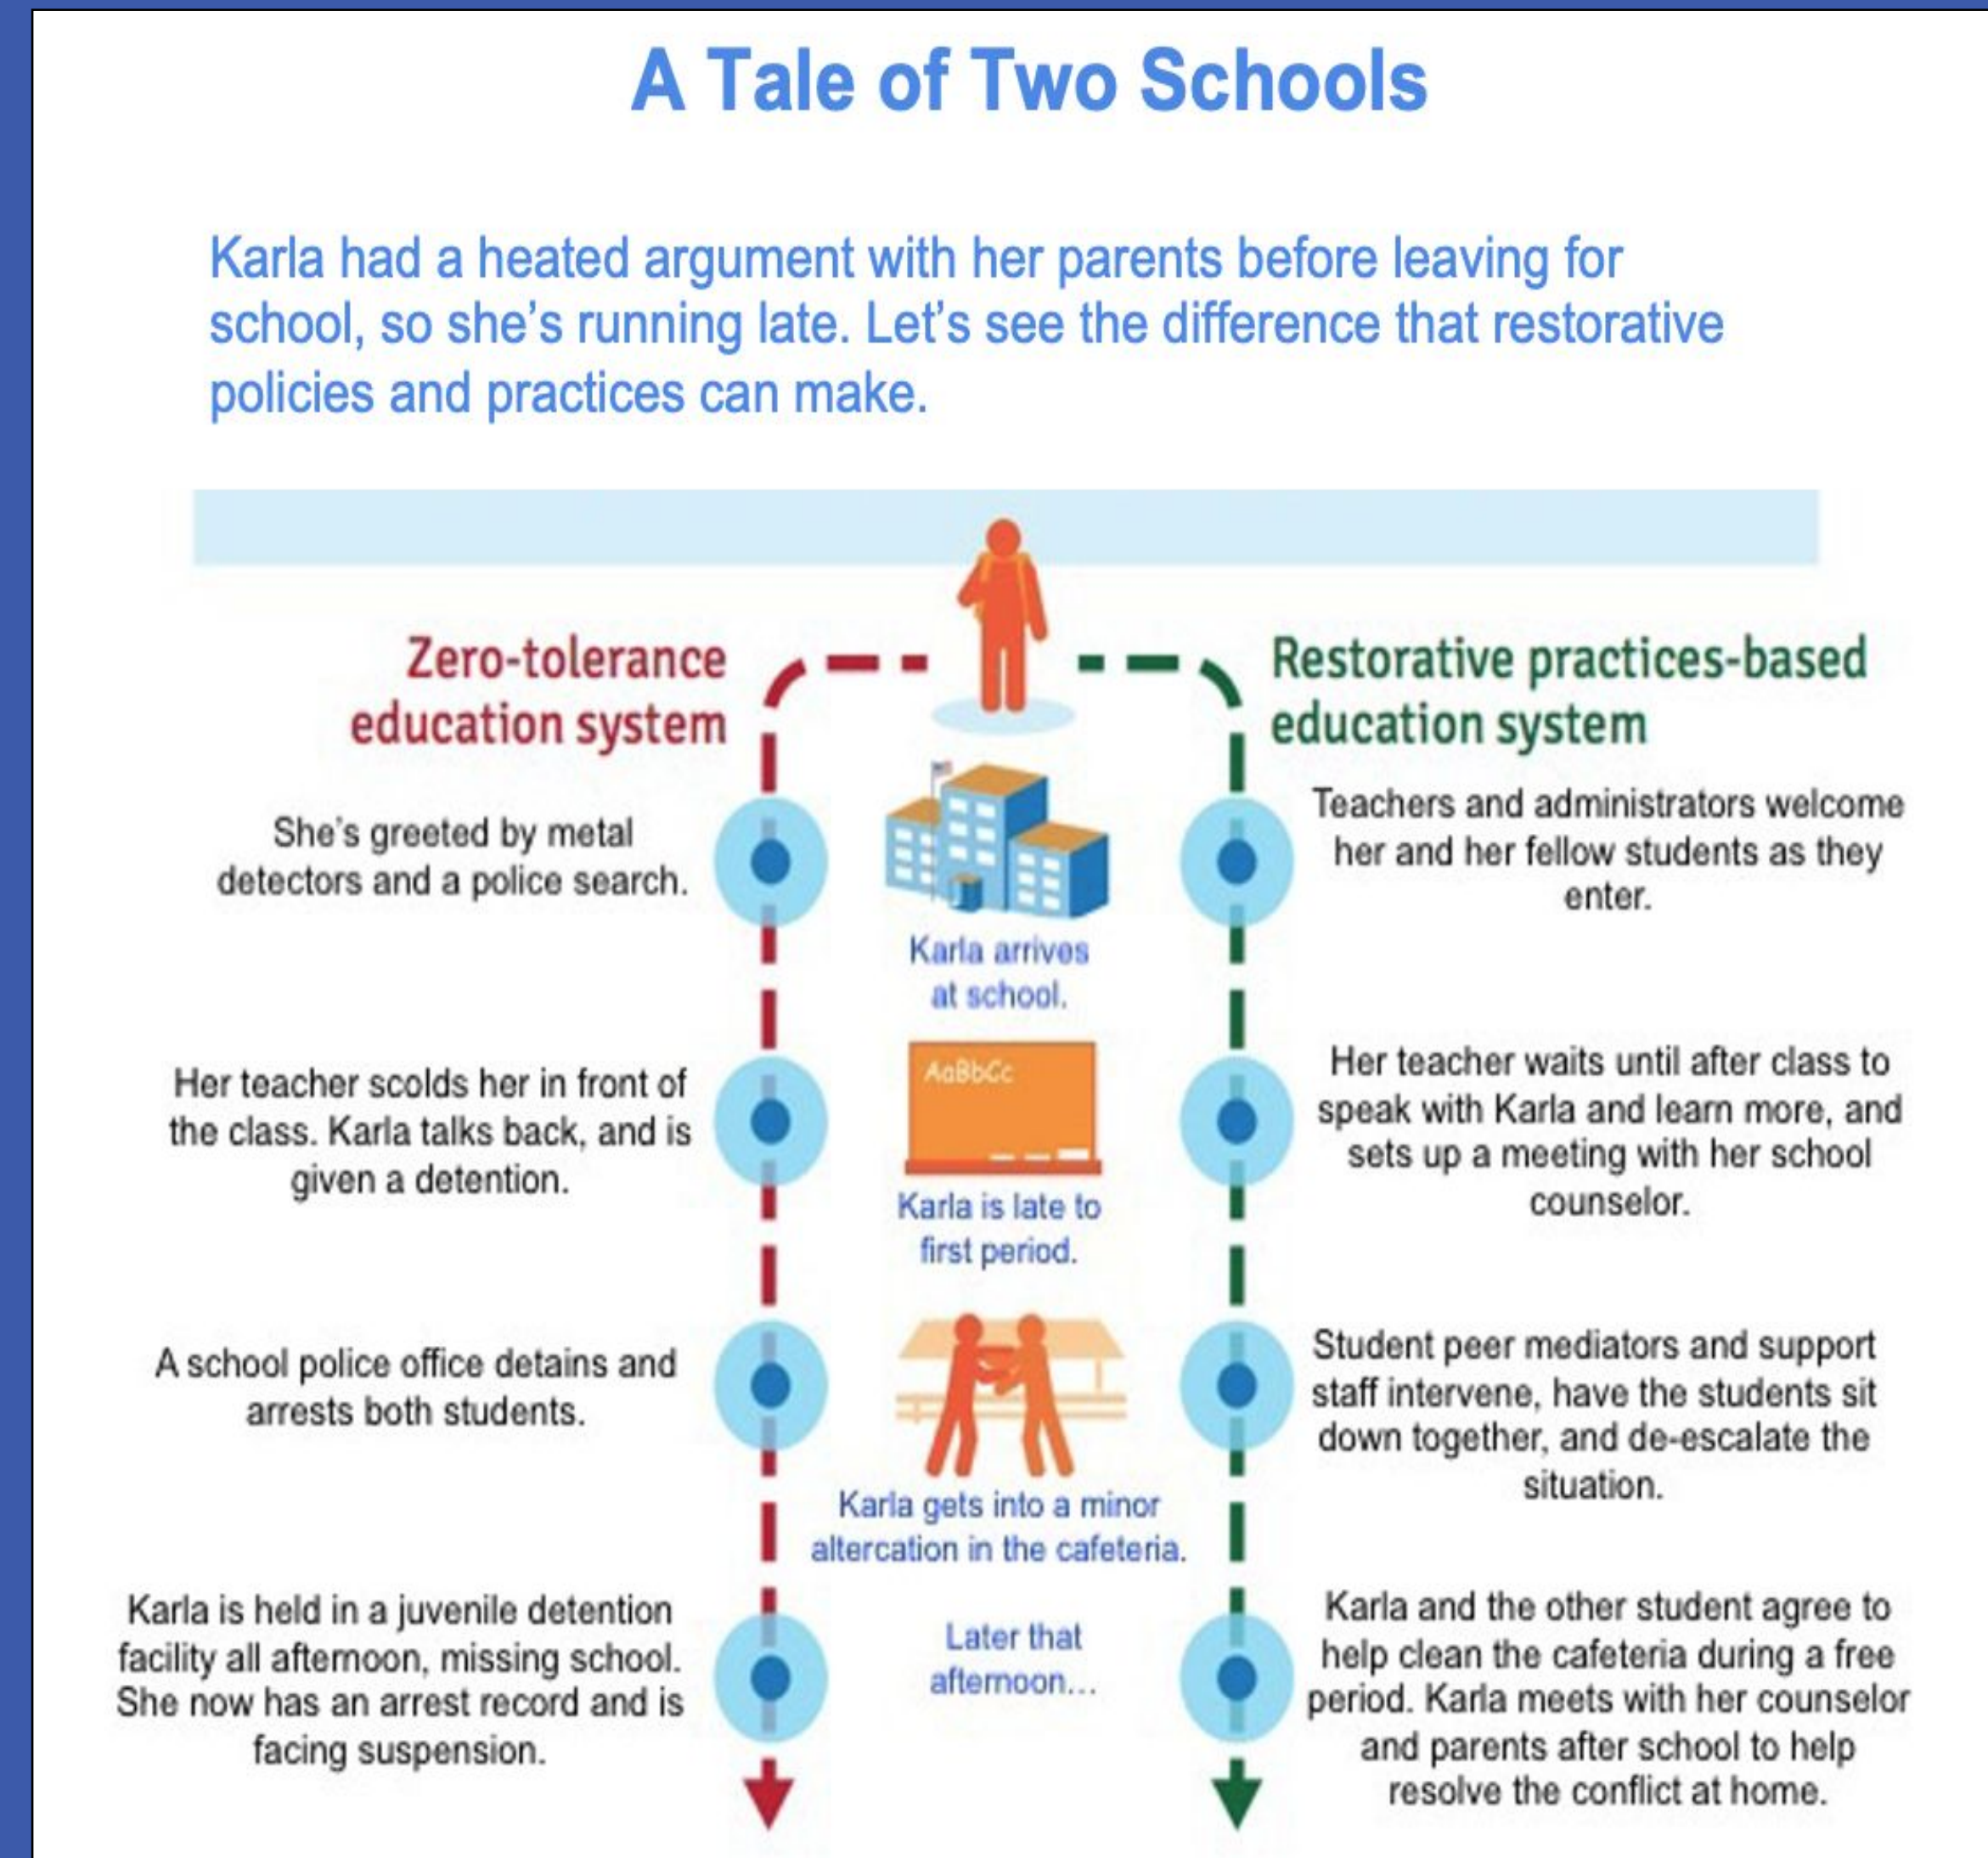 A Tale of Two Schools
Karla had a heated argument with her parents before leaving for
school, so she's running late. Let's see the difference that restorative
policies and practices can make.
Zero-tolerance
education system
Restorative practices-based
education system
She's greeted by metal
detectors and a police search.
Karla arrives
at school.
Teachers and administrators welcome
her and her fellow students as they
enter.
Her teacher scolds her in front of
the class. Karla talks back, and is
given a detention.
AaBbCc
Karla is late to
first period.
Her teacher waits until after class to
speak with Karla and learn more, and
sets up a meeting with her school
counselor.
A school police office detains and
arrests both students.
Karla gets into a minor
altercation in the cafeteria.
Student peer mediators and support
staff intervene, have the students sit
down together, and de-escalate the
situation.
Karla is held in a juvenile detention
facility all afternoon, missing school.
She now has an arrest record and is
facing suspension.
Later that
afternoon...
Karla and the other student agree to
help clean the cafeteria during a free
period. Karla meets with her counselor
and parents after school to help
resolve the conflict at home.